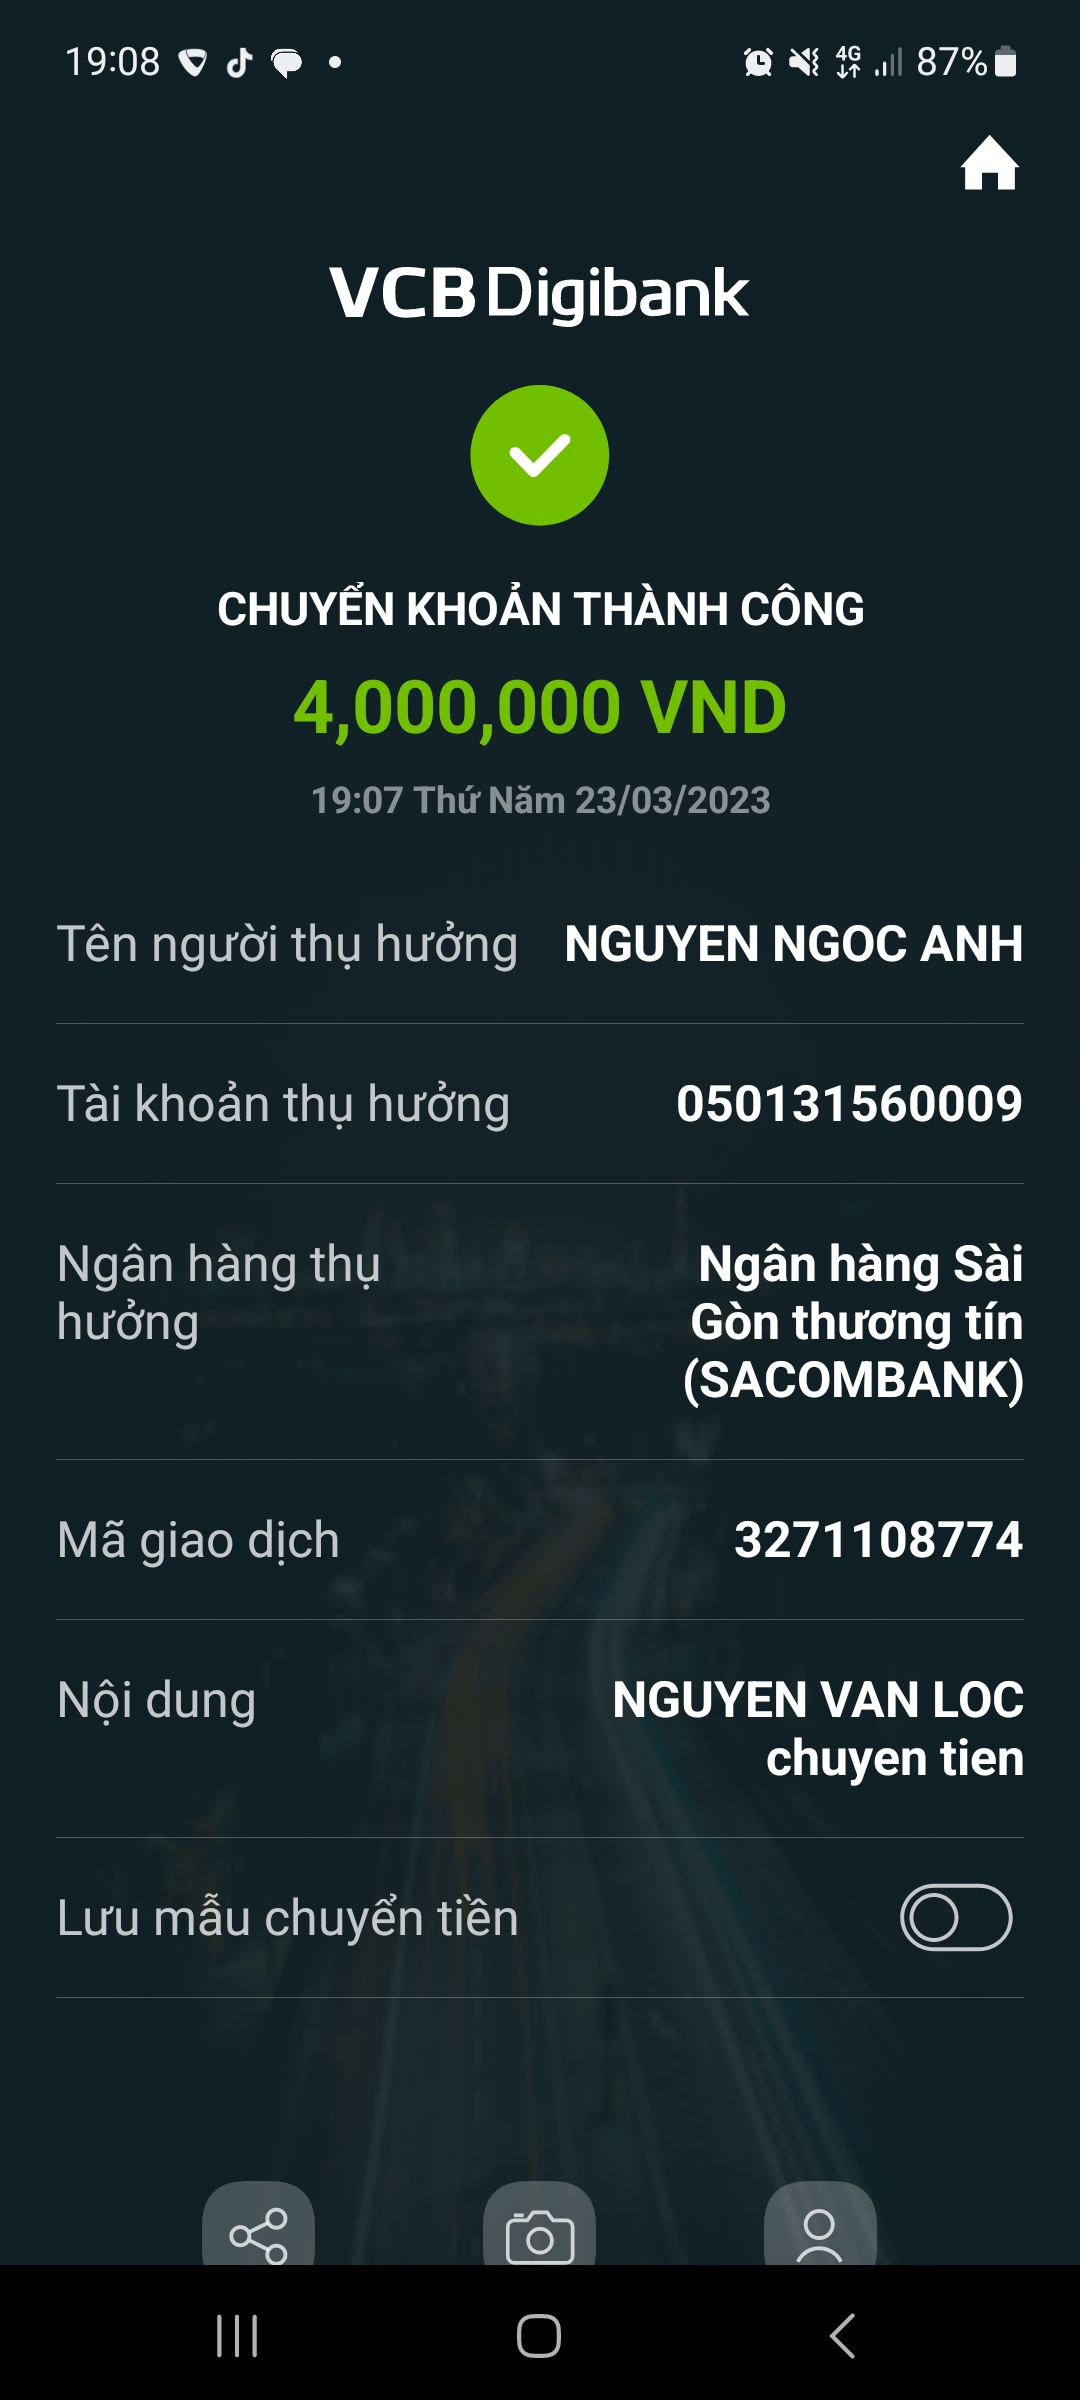 19:08 4G 87%
VCB Digibank
CHUYỂN KHOẢN THÀNH CÔNG
4,000,000 VND
19:07 Thứ Năm 23/03/2023
Tên người thụ hưởng NGUYEN NGOC ANH
Tài khoản thụ hưởng 050131560009
Ngân hàng thụ Ngân hàng Sài
hưởng Gòn thương tín
(SACOMBANK)
Mã giao dịch 3271108774
Nội dung NGUYEN VAN LOC
chuyen tien
Lưu mẫu chuyển tiền